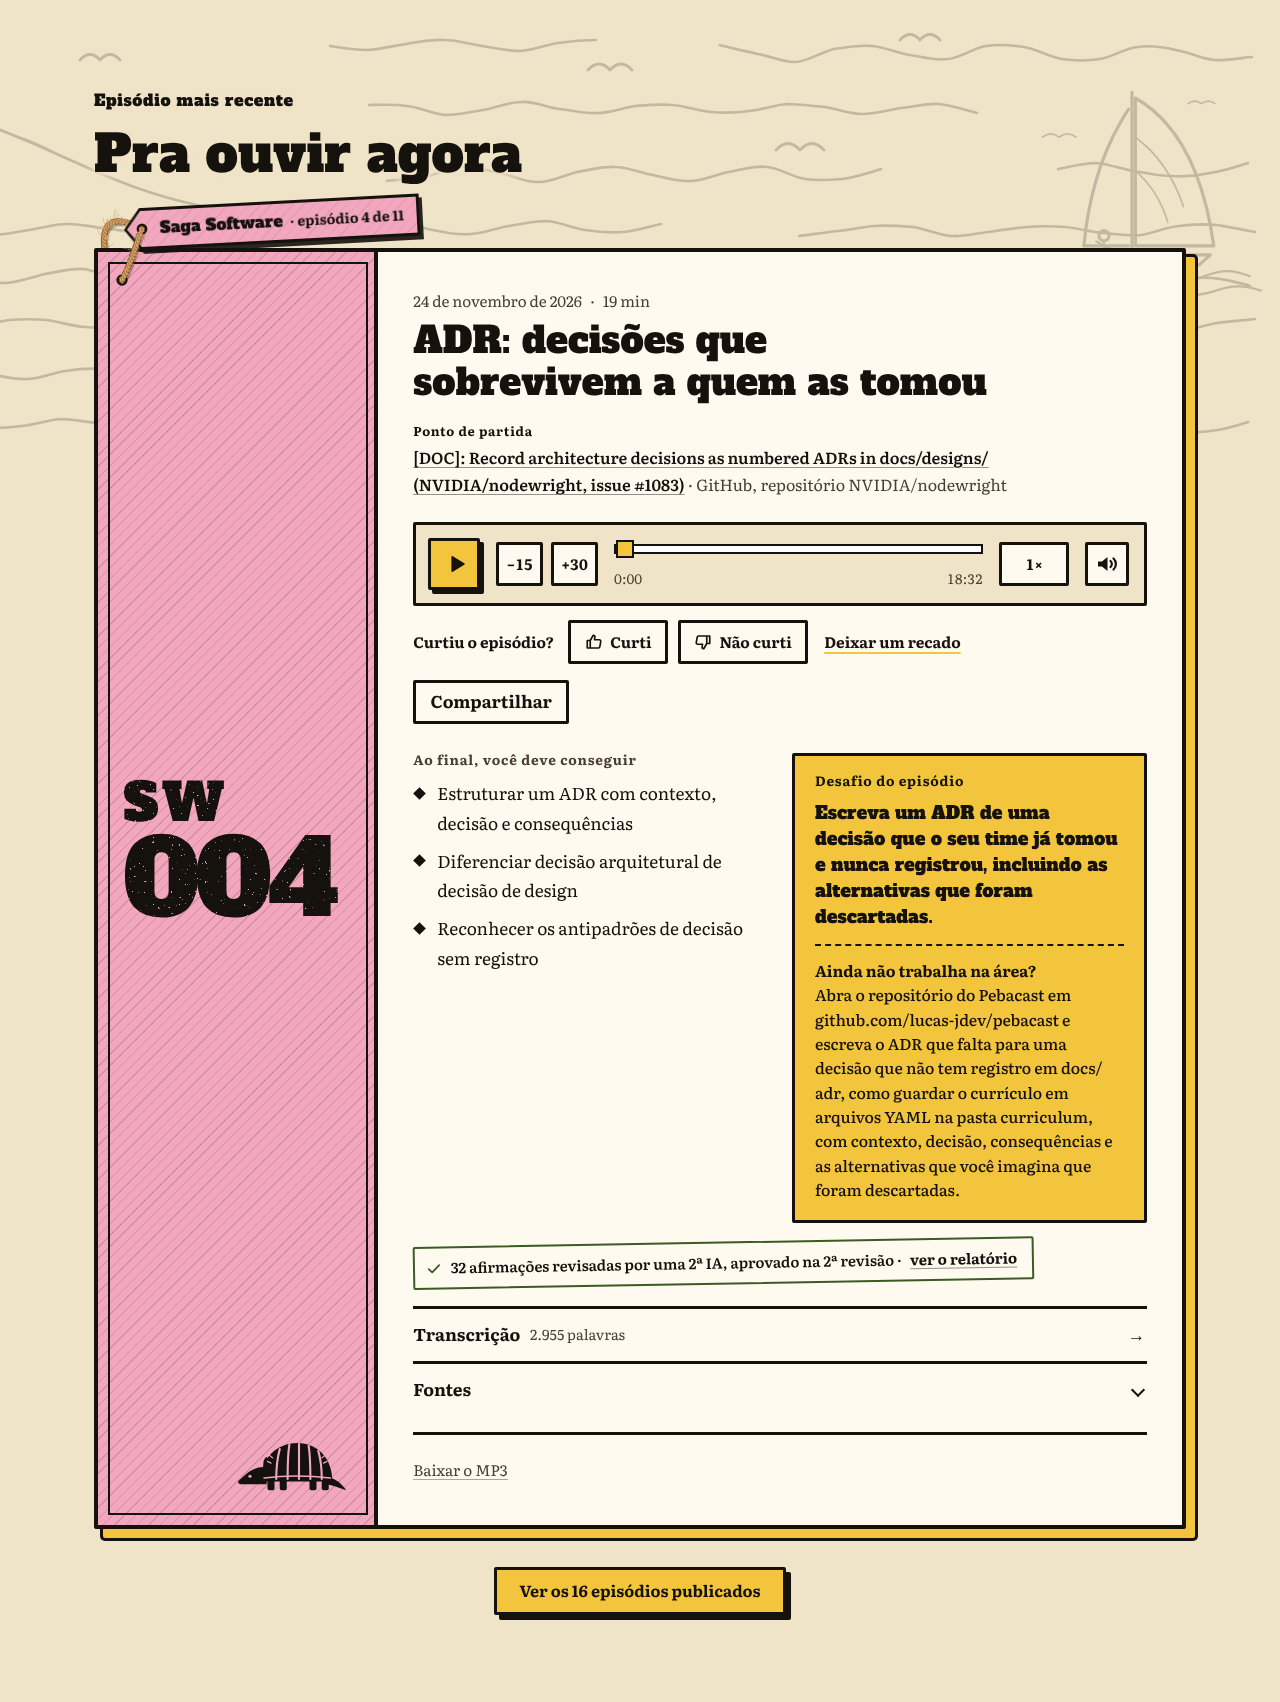 Episódio mais recente
Pra ouvir agora
Saga Software · episódio 4 de 11
SW
004
24 de novembro de 2026 · 19 min
ADR: decisões que
sobrevivem a quem as tomou
Ponto de partida
[DOC]: Record architecture decisions as numbered ADRs in docs/designs/
(NVIDIA/nodewright, issue #1083) · GitHub, repositório NVIDIA/nodewright
−15 +30 0:00 18:32 1×
Curtiu o episódio? Curti Não curti Deixar um recado
Compartilhar
Ao final, você deve conseguir
Estruturar um ADR com contexto,
decisão e consequências
Diferenciar decisão arquitetural de
decisão de design
Reconhecer os antipadrões de decisão
sem registro
Desafio do episódio
Escreva um ADR de uma
decisão que o seu time já tomou
e nunca registrou, incluindo as
alternativas que foram
descartadas.
Ainda não trabalha na área?
Abra o repositório do Pebacast em
github.com/lucas-jdev/pebacast e
escreva o ADR que falta para uma
decisão que não tem registro em docs/
adr, como guardar o currículo em
arquivos YAML na pasta curriculum,
com contexto, decisão, consequências e
as alternativas que você imagina que
foram descartadas.
32 afirmações revisadas por uma 2ª IA, aprovado na 2ª revisão · ver o relatório
Transcrição 2.955 palavras →
Fontes
Baixar o MP3
Ver os 16 episódios publicados